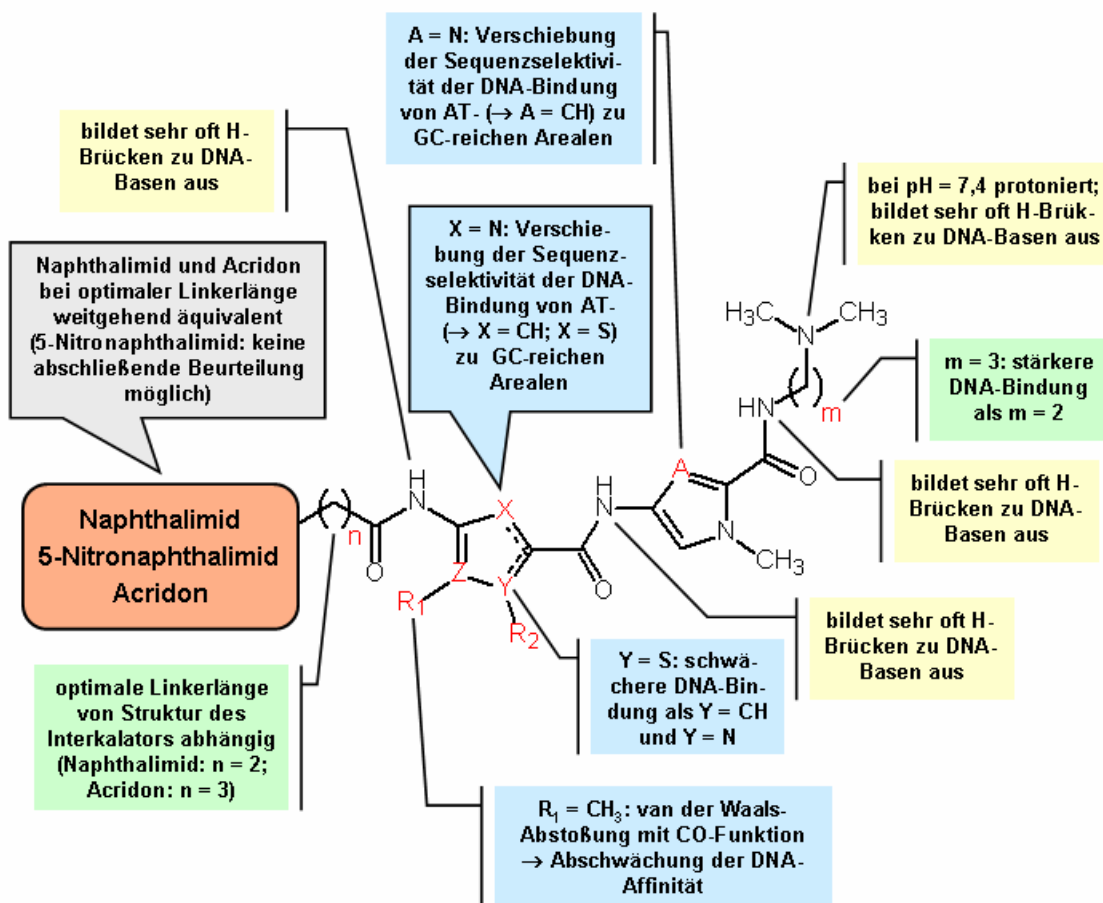 A = N: Verschiebung
der Sequenzselektivi-
tät der DNA-Bindung
von AT- (→ A = CH) zu
GC-reichen Arealen
bildet sehr oft H-
Brücken zu DNA-
Basen aus
bei pH = 7,4 protoniert;
bildet sehr oft H-Brük-
ken zu DNA-Basen aus
X = N: Verschie-
bung der Sequenz-
selektivität der DNA-
Bindung von AT-
(→ X = CH; X = S)
zu GC-reichen
Arealen
Naphthalimid und Acridon
bei optimaler Linkerlänge
weitgehend äquivalent
(5-Nitronaphthalimid: keine
abschließende Beurteilung
möglich)
H3C
N
CH3
m = 3: stärkere
DNA-Bindung
als m = 2
( ) m
HN
O
bildet sehr oft H-
Brücken zu DNA-
Basen aus
Naphthalimid
5-Nitronaphthalimid
Acridon
( ) n
O
H
N
X
Z
Y
R1
R2
O
H
N
A
N
CH3
bildet sehr oft H-
Brücken zu DNA-
Basen aus
Y = S: schwä-
chere DNA-Bin-
dung als Y = CH
und Y = N
optimale Linkerlänge
von Struktur des
Interkalators abhängig
(Naphthalimid: n = 2;
Acridon: n = 3)
R1 = CH3: van der Waals-
Abstoßung mit CO-Funktion
→ Abschwächung der DNA-
Affinität